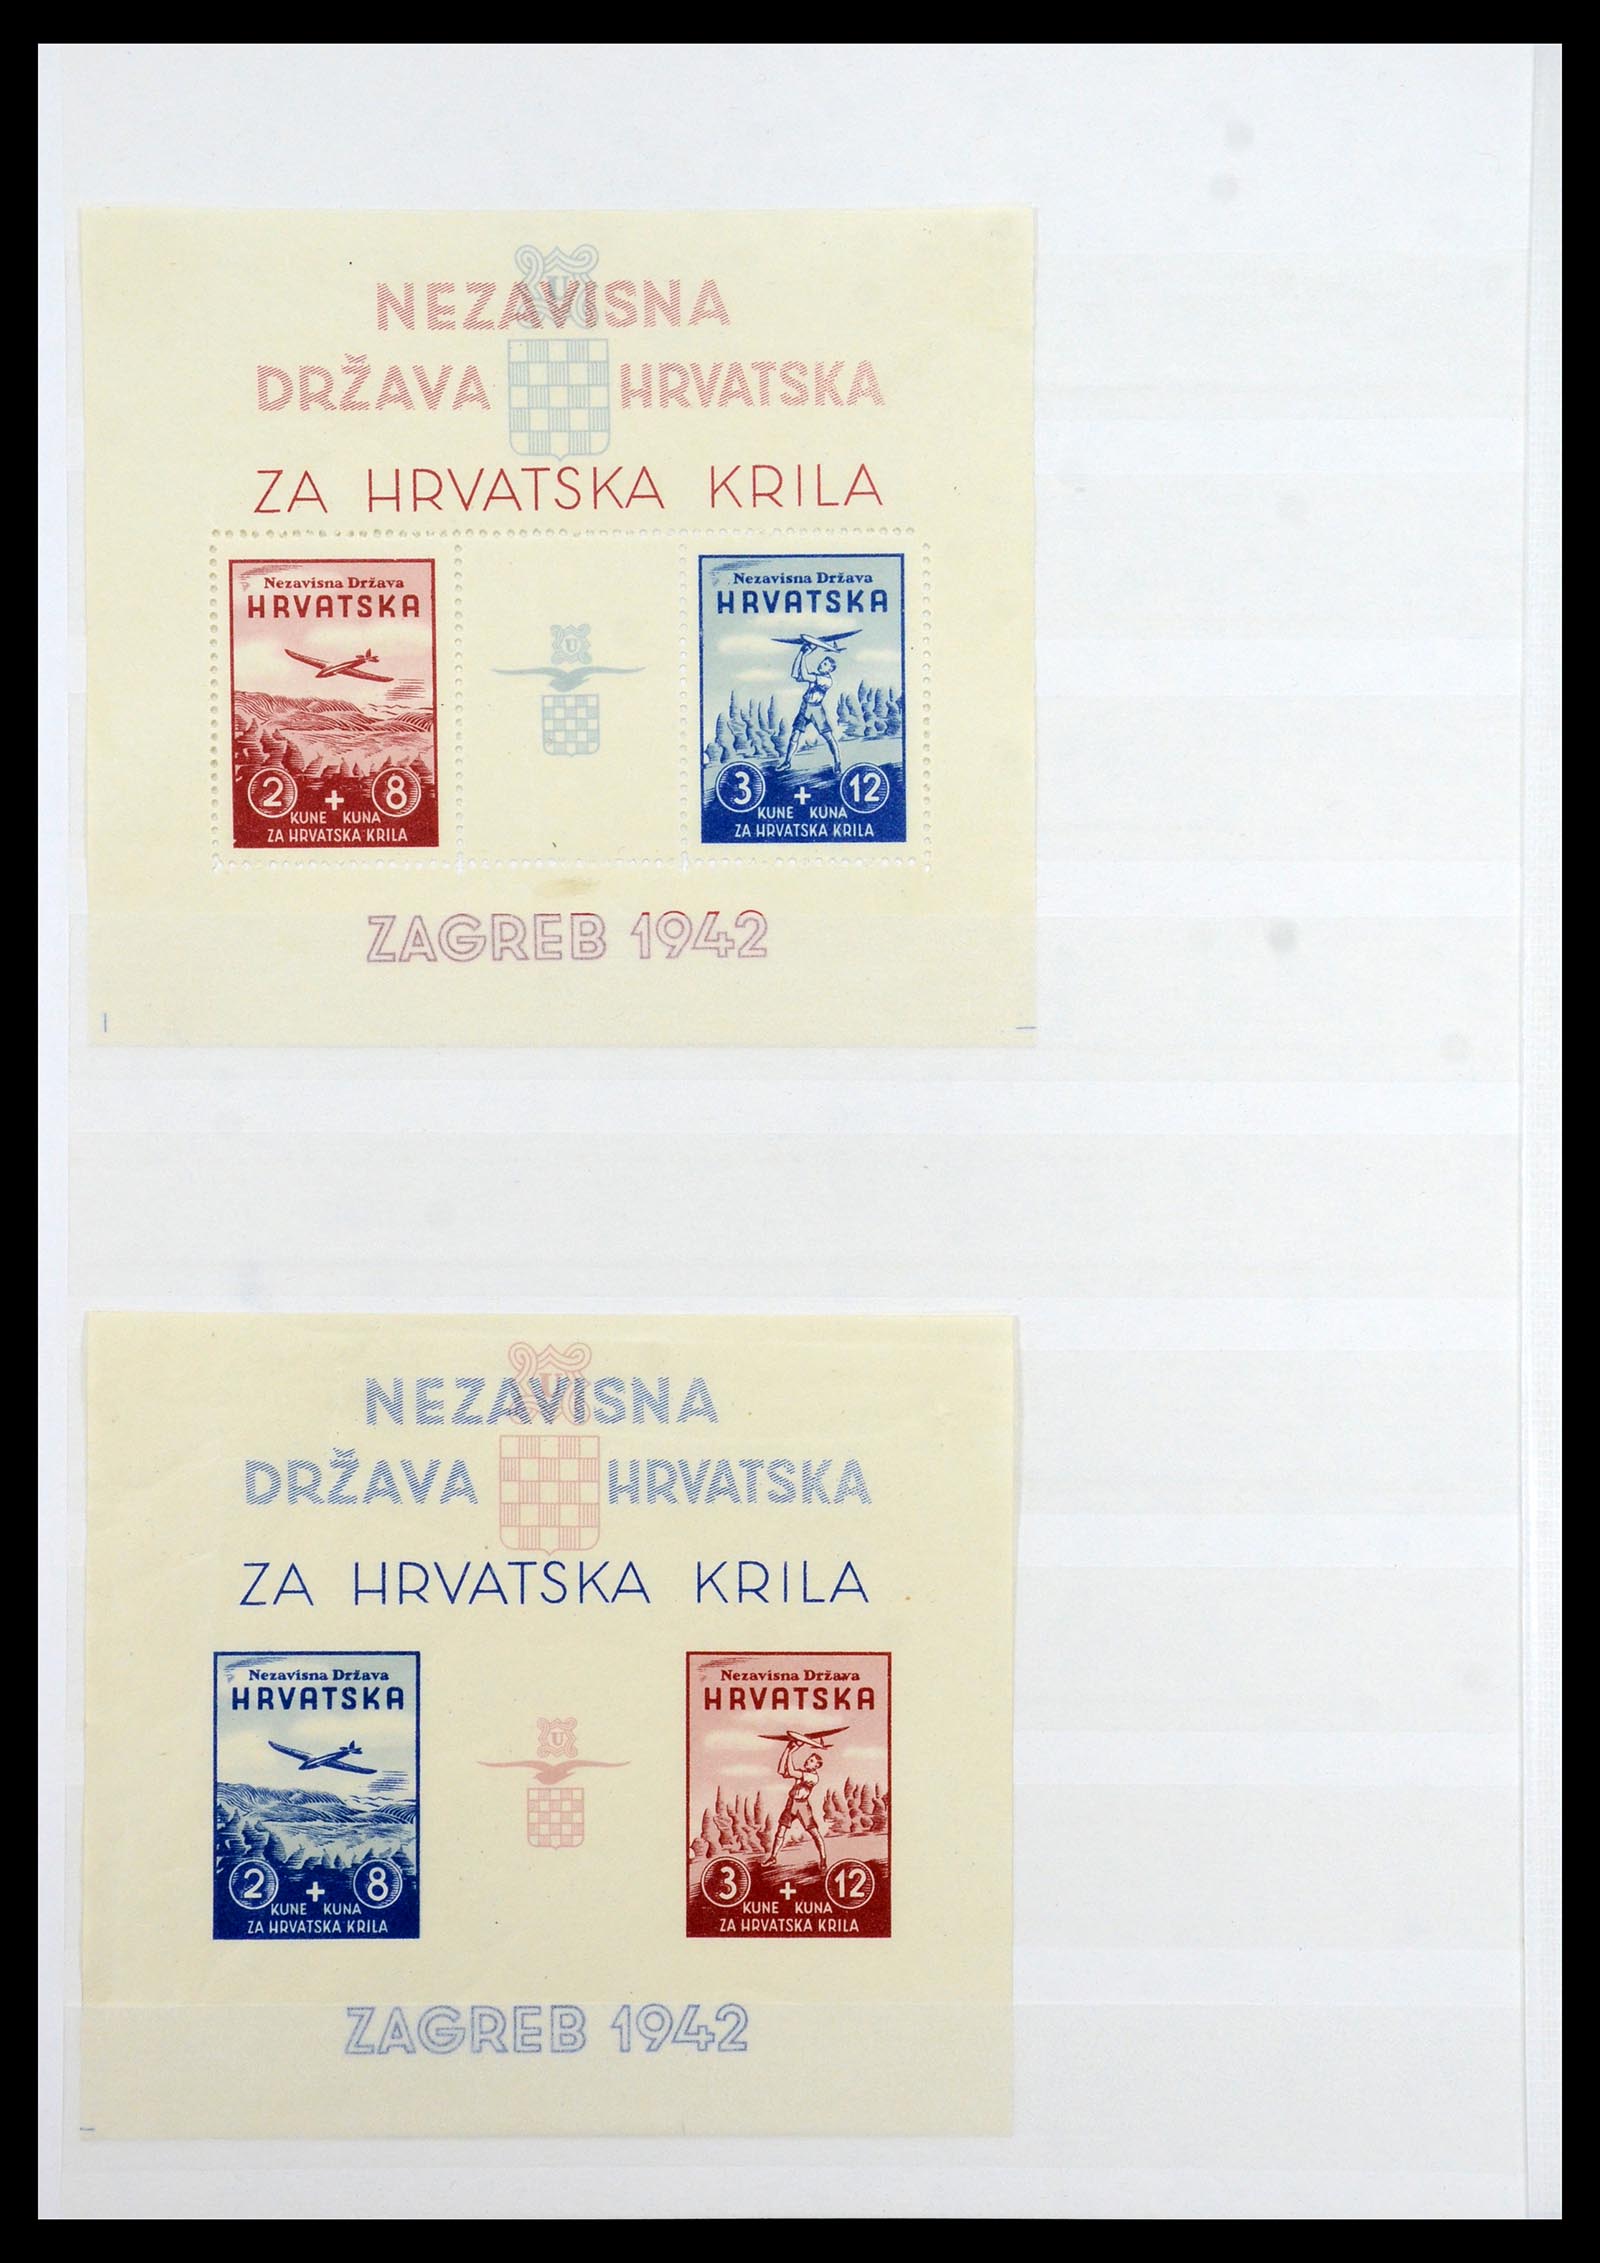 U
NEZAVISNA
DRŽAVA HRVATSKA
ZA HRVATSKA KRILA
Nezavisna Država
HRVATSKA
2 + 8
KUNE KUNA
ZA HRVATSKA KRILA
U
Nezavisna Država
HRVATSKA
3 + 12
KUNE KUNA
ZA HRVATSKA KRILA
ZAGREB 1942
U
NEZAVISNA
DRŽAVA HRVATSKA
ZA HRVATSKA KRILA
Nezavisna Država
HRVATSKA
2 + 8
KUNE KUNA
ZA HRVATSKA KRILA
U
Nezavisna Država
HRVATSKA
3 + 12
KUNE KUNA
ZA HRVATSKA KRILA
ZAGREB 1942